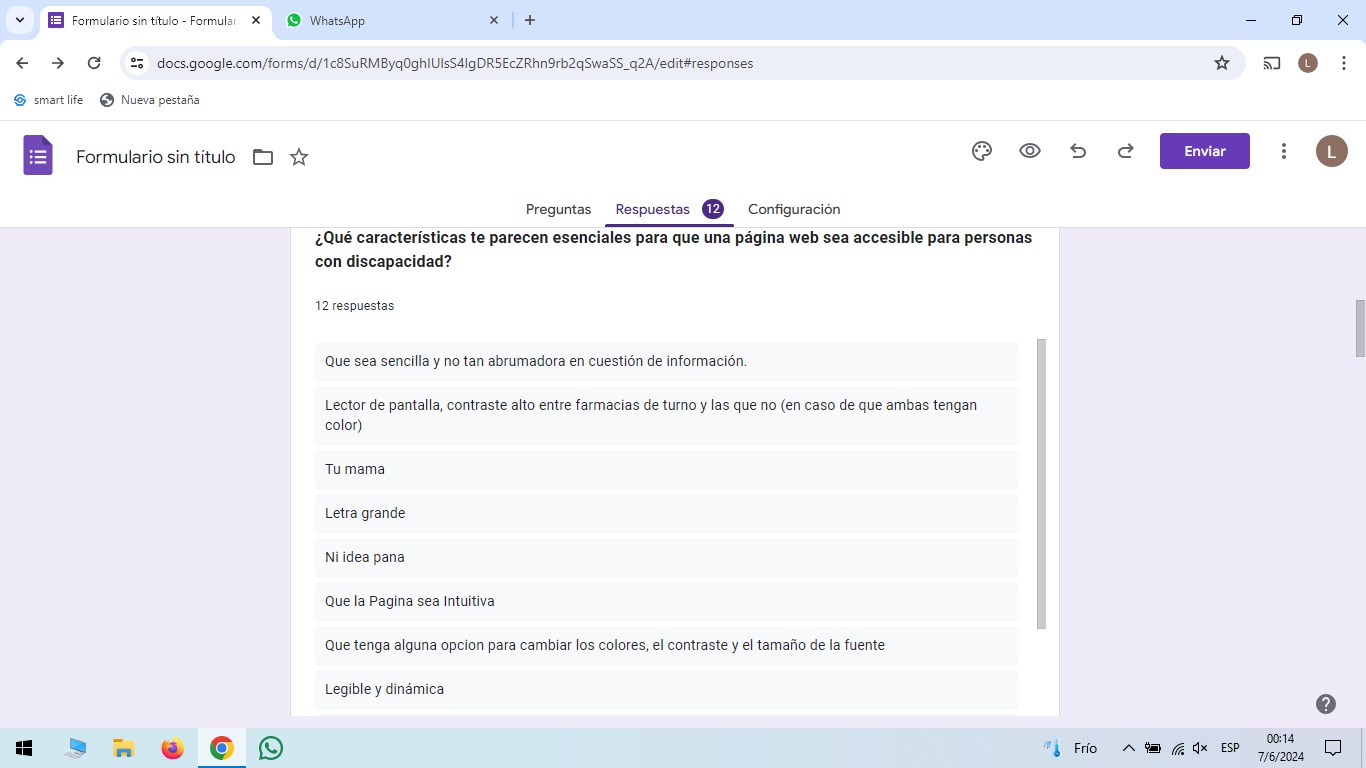 Formulario sin título - Formular
WhatsApp
docs.google.com/forms/d/1c8SuRMByq0ghIUIsS4IgDR5EcZRhn9rb2qSwaSS_q2A/edit#responses
L
smart life
Nueva pestaña
Formulario sin título
Enviar
L
Preguntas
Respuestas 12
Configuración
¿Qué características te parecen esenciales para que una página web sea accesible para personas
con discapacidad?
12 respuestas
Que sea sencilla y no tan abrumadora en cuestión de información.
Lector de pantalla, contraste alto entre farmacias de turno y las que no (en caso de que ambas tengan
color)
Tu mama
Letra grande
Ni idea pana
Que la Pagina sea Intuitiva
Que tenga alguna opcion para cambiar los colores, el contraste y el tamaño de la fuente
Legible y dinámica
Frío
ESP
00:14
7/6/2024